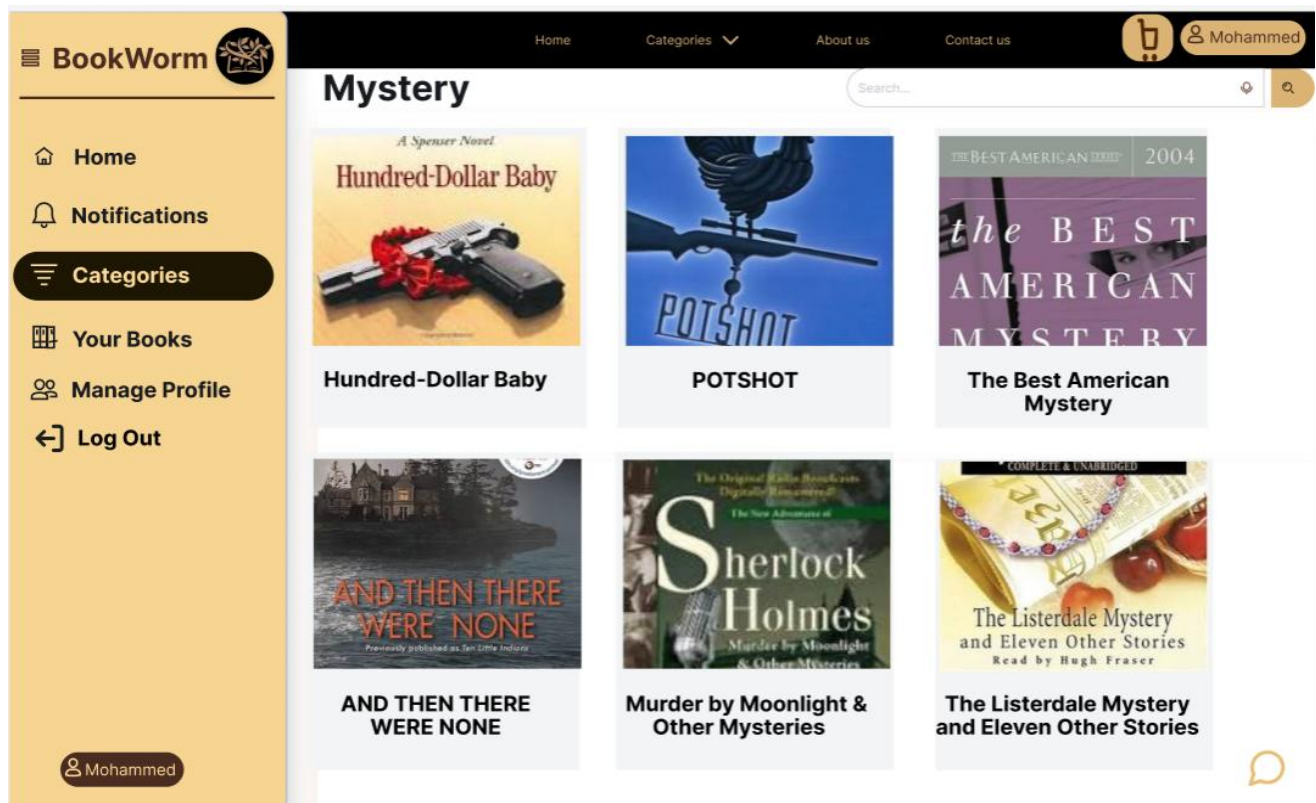 BookWorm
Home
Notifications
Categories
Your Books
Manage Profile
Log Out
Mohammed
Home Categories About us Contact us
Mohammed
Mystery
Search...
A Spenser Novel
Hundred-Dollar Baby
Hundred-Dollar Baby
POTSHOT
POTSHOT
THE BEST AMERICAN SERIES 2004
the BEST
AMERICAN
MYSTERY
The Best American
Mystery
AND THEN THERE
WERE NONE
Previously published as Ten Little Indians
AND THEN THERE
WERE NONE
The Original Radio Broadcasts
Digitally Remastered!
The New Adventures of
Sherlock
Holmes
Murder by Moonlight
& Other Mysteries
Murder by Moonlight &
Other Mysteries
COMPLETE & UNABRIDGED
The Listerdale Mystery
and Eleven Other Stories
Read by Hugh Fraser
The Listerdale Mystery
and Eleven Other Stories